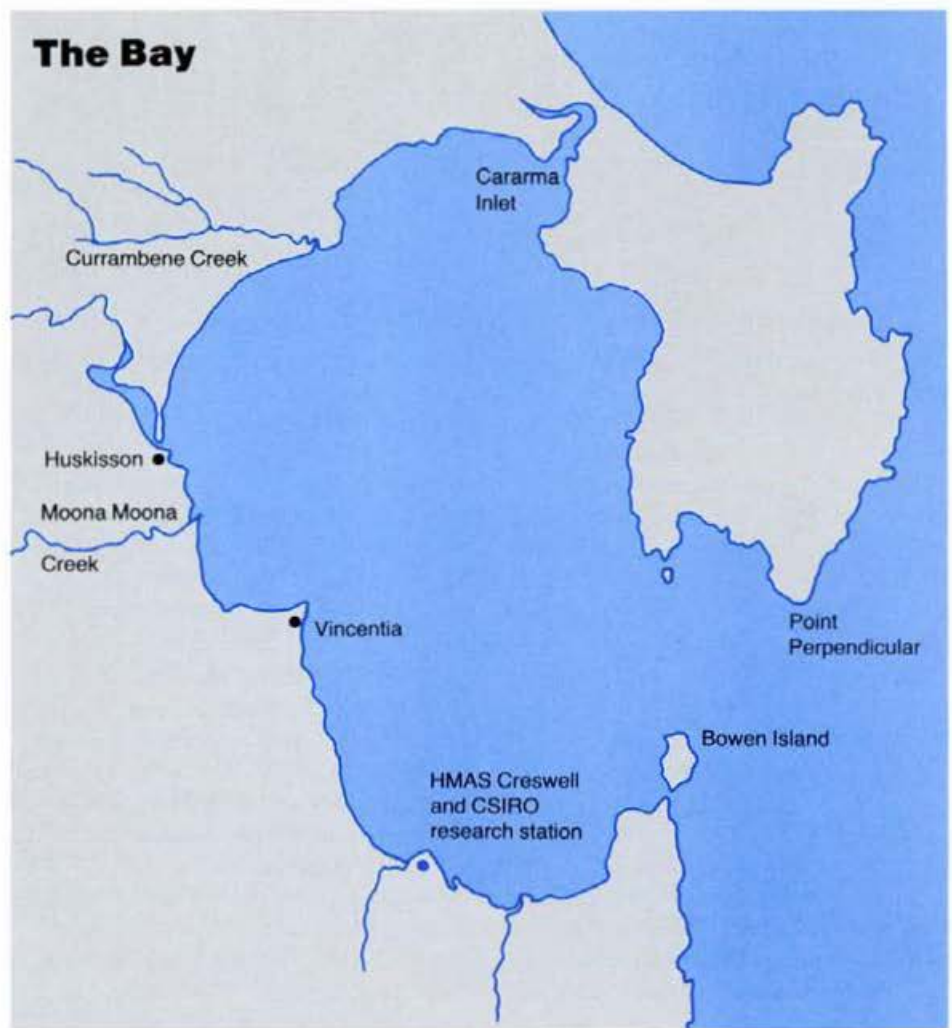 The Bay
Cararma
Inlet
Currambene Creek
Huskisson
Moona Moona
Creek
Vincentia
Point
Perpendicular
Bowen Island
HMAS Creswell
and CSIRO
research station